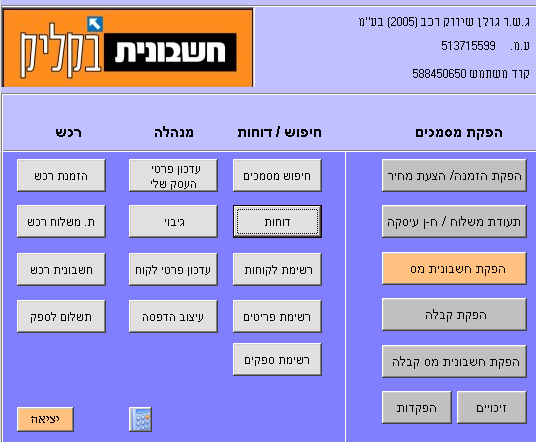 ג.ש.ר גולן שיווק רכב (2005) בע"מ
ע.מ. 513715599
קוד משתמש 588450650
חשבונית בקליק
הפקת מסמכים
חיפוש / דוחות
מנהלה
רכש
הפקת הזמנה/ הצעת מחיר
תעודת משלוח / ח-ן עיסקה
הפקת חשבונית מס
הפקת קבלה
הפקת חשבונית מס קבלה
זיכויים
הפקדות
חיפוש מסמכים
דוחות
רשימת לקוחות
רשימת פריטים
רשימת ספקים
עדכון פרטי
העסק שלי
גיבוי
עדכון פרטי לקוח
עיצוב הדפסה
הזמנת רכש
ת. משלוח רכש
חשבונית רכש
תשלום לספק
יציאה